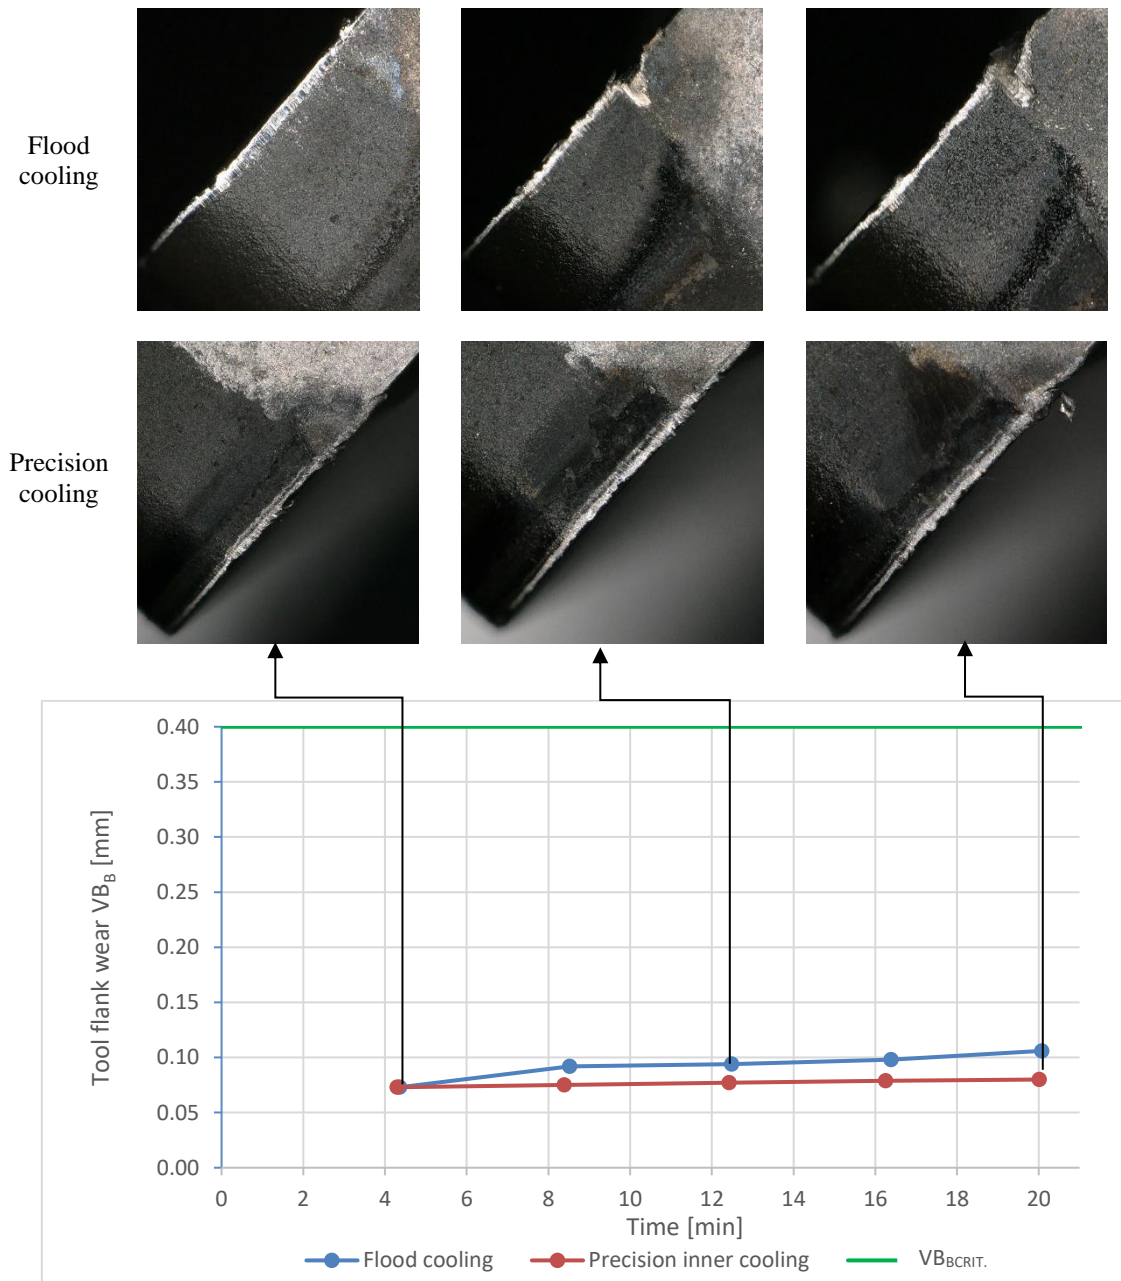 Flood
cooling
Precision
cooling
0.40
0.35
0.30
0.25
0.20
0.15
0.10
0.05
0.00
Tool flank wear VB_B [mm]
0 2 4 6 8 10 12 14 16 18 20
Time [min]
Flood cooling Precision inner cooling VB_BCRIT.